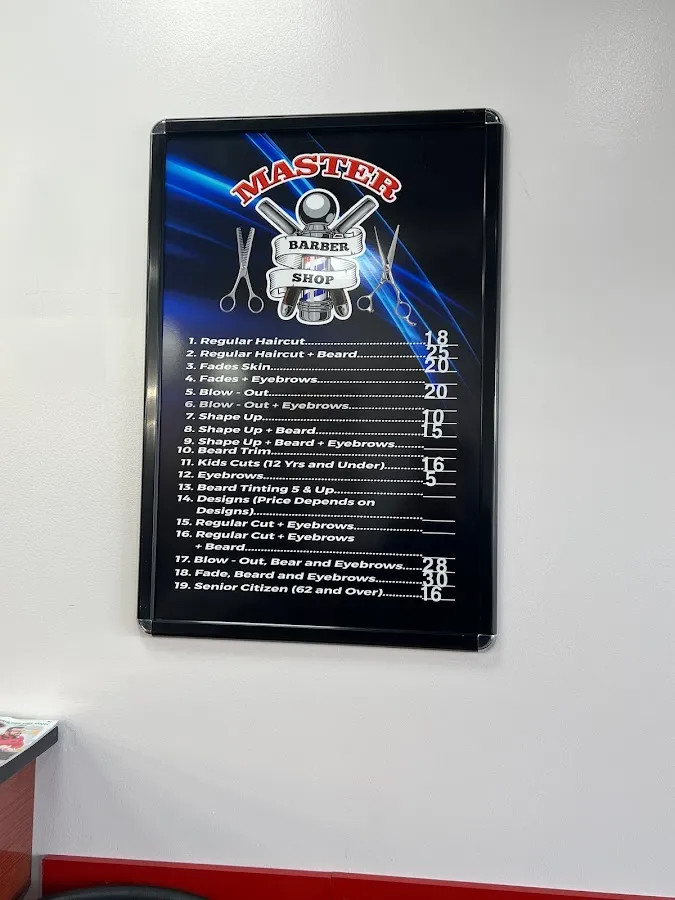 MASTER
BARBER
SHOP
1. Regular Haircut 18
2. Regular Haircut + Beard 25
3. Fades Skin 20
4. Fades + Eyebrows
5. Blow - Out 20
6. Blow - Out + Eyebrows
7. Shape Up 10
8. Shape Up + Beard 15
9. Shape Up + Beard + Eyebrows
10. Beard Trim
11. Kids Cuts (12 Yrs and Under) 16
12. Eyebrows 5
13. Beard Tinting 5 & Up
14. Designs (Price Depends on
Designs)
15. Regular Cut + Eyebrows
16. Regular Cut + Eyebrows
+ Beard
17. Blow - Out, Bear and Eyebrows 28
18. Fade, Beard and Eyebrows 30
19. Senior Citizen (62 and Over) 16